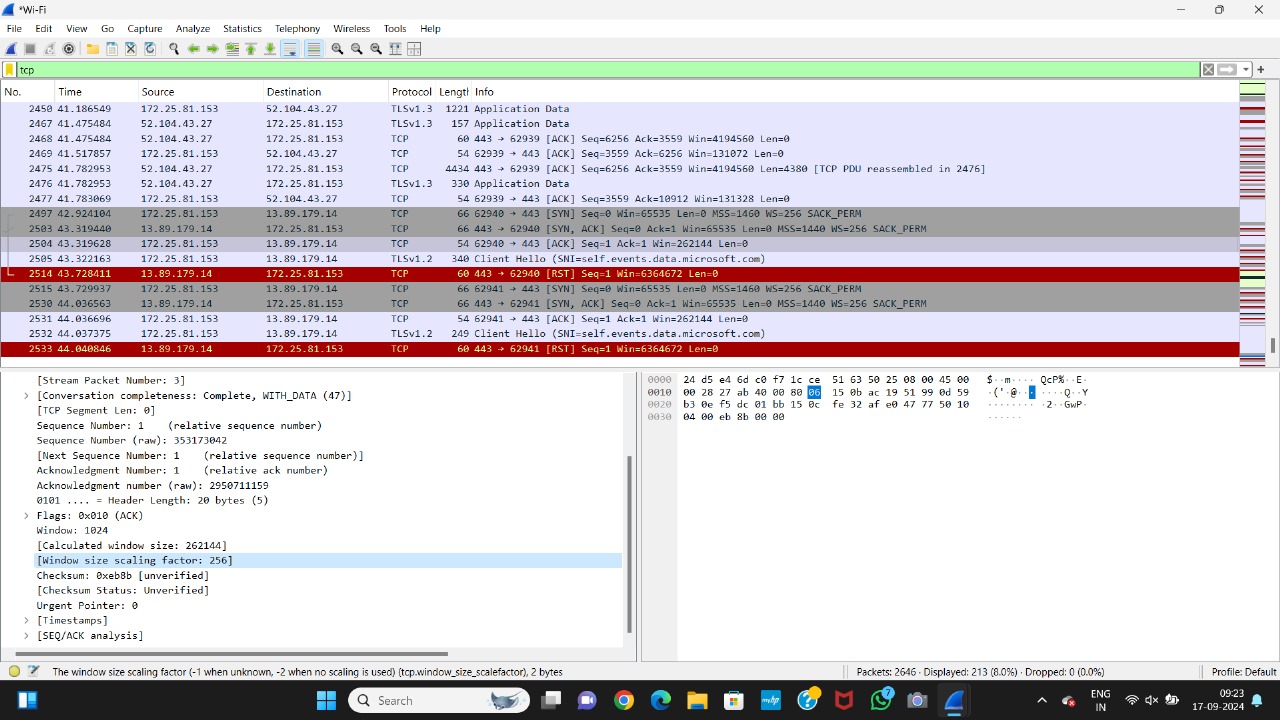 *Wi-Fi
File Edit View Go Capture Analyze Statistics Telephony Wireless Tools Help
tcp
No. Time Source Destination Protocol Length Info
2450 41.186549 172.25.81.153 52.104.43.27 TLSv1.3 1221 Application Data
2467 41.475484 52.104.43.27 172.25.81.153 TLSv1.3 157 Application Data
2468 41.475484 52.104.43.27 172.25.81.153 TCP 60 443 → 62939 [ACK] Seq=6256 Ack=3559 Win=4194560 Len=0
2469 41.517857 172.25.81.153 52.104.43.27 TCP 54 62939 → 443 [ACK] Seq=3559 Ack=6256 Win=131072 Len=0
2475 41.782953 52.104.43.27 172.25.81.153 TCP 4434 443 → 62939 [ACK] Seq=6256 Ack=3559 Win=4194560 Len=4380 [TCP PDU reassembled in 2476]
2476 41.782953 52.104.43.27 172.25.81.153 TLSv1.3 330 Application Data
2477 41.783069 172.25.81.153 52.104.43.27 TCP 54 62939 → 443 [ACK] Seq=3559 Ack=10912 Win=131328 Len=0
2497 42.924104 172.25.81.153 13.89.179.14 TCP 66 62940 → 443 [SYN] Seq=0 Win=65535 Len=0 MSS=1460 WS=256 SACK_PERM
2503 43.319440 13.89.179.14 172.25.81.153 TCP 66 443 → 62940 [SYN, ACK] Seq=0 Ack=1 Win=65535 Len=0 MSS=1440 WS=256 SACK_PERM
2504 43.319628 172.25.81.153 13.89.179.14 TCP 54 62940 → 443 [ACK] Seq=1 Ack=1 Win=262144 Len=0
2505 43.322163 172.25.81.153 13.89.179.14 TLSv1.2 340 Client Hello (SNI=self.events.data.microsoft.com)
2514 43.728411 13.89.179.14 172.25.81.153 TCP 60 443 → 62940 [RST] Seq=1 Win=6364672 Len=0
2515 43.729937 172.25.81.153 13.89.179.14 TCP 66 62941 → 443 [SYN] Seq=0 Win=65535 Len=0 MSS=1460 WS=256 SACK_PERM
2530 44.036563 13.89.179.14 172.25.81.153 TCP 66 443 → 62941 [SYN, ACK] Seq=0 Ack=1 Win=65535 Len=0 MSS=1440 WS=256 SACK_PERM
2531 44.036696 172.25.81.153 13.89.179.14 TCP 54 62941 → 443 [ACK] Seq=1 Ack=1 Win=262144 Len=0
2532 44.037375 172.25.81.153 13.89.179.14 TLSv1.2 249 Client Hello (SNI=self.events.data.microsoft.com)
2533 44.040846 13.89.179.14 172.25.81.153 TCP 60 443 → 62941 [RST] Seq=1 Win=6364672 Len=0
[Stream Packet Number: 3]
[Conversation completeness: Complete, WITH_DATA (47)]
[TCP Segment Len: 0]
Sequence Number: 1 (relative sequence number)
Sequence Number (raw): 353173042
[Next Sequence Number: 1 (relative sequence number)]
Acknowledgment Number: 1 (relative ack number)
Acknowledgment number (raw): 2950711159
0101 .... = Header Length: 20 bytes (5)
Flags: 0x010 (ACK)
Window: 1024
[Calculated window size: 262144]
[Window size scaling factor: 256]
Checksum: 0xeb8b [unverified]
[Checksum Status: Unverified]
Urgent Pointer: 0
[Timestamps]
[SEQ/ACK analysis]
0000 24 d5 e4 6d c0 f7 1c ce 51 63 50 25 08 00 45 00 $··m···· QcP%··E·
0010 00 28 27 ab 40 00 80 06 15 0b ac 19 51 99 0d 59 ·('·@··· ····Q··Y
0020 b3 0e f5 dc 01 bb 15 0c fe 32 af e0 47 77 50 10 ········ ·2··GwP·
0030 04 00 eb 8b 00 00 ······
The window size scaling factor (-1 when unknown, -2 when no scaling is used) (tcp.window_size_scalefactor), 2 bytes
Packets: 2646 · Displayed: 213 (8.0%) · Dropped: 0 (0.0%)
Profile: Default
Search
myhp
7
ENG
IN
09:23
17-09-2024